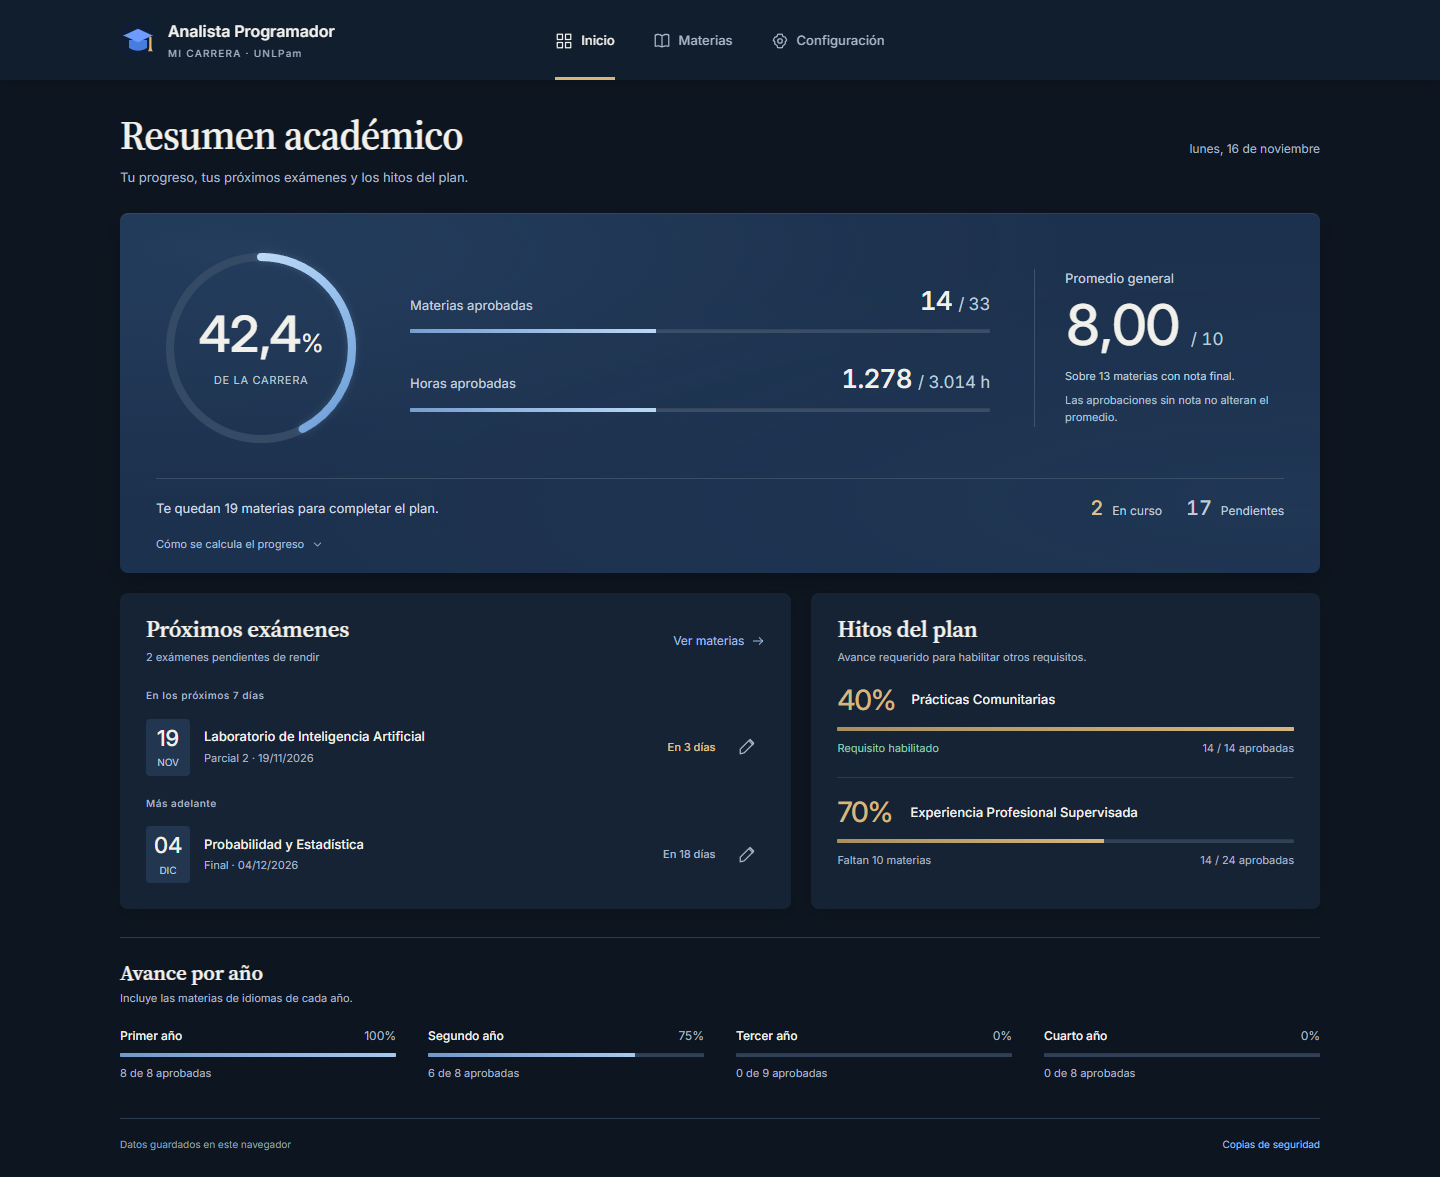 Analista Programador
MI CARRERA · UNLPam
Inicio
Materias
Configuración
Resumen académico
lunes, 16 de noviembre
Tu progreso, tus próximos exámenes y los hitos del plan.
42,4%
DE LA CARRERA
Materias aprobadas
14 / 33
Horas aprobadas
1.278 / 3.014 h
Promedio general
8,00 / 10
Sobre 13 materias con nota final.
Las aprobaciones sin nota no alteran el
promedio.
Te quedan 19 materias para completar el plan.
2 En curso
17 Pendientes
Cómo se calcula el progreso
Próximos exámenes
2 exámenes pendientes de rendir
Ver materias →
En los próximos 7 días
19
NOV
Laboratorio de Inteligencia Artificial
Parcial 2 · 19/11/2026
En 3 días
Más adelante
04
DIC
Probabilidad y Estadística
Final · 04/12/2026
En 18 días
Hitos del plan
Avance requerido para habilitar otros requisitos.
40% Prácticas Comunitarias
Requisito habilitado
14 / 14 aprobadas
70% Experiencia Profesional Supervisada
Faltan 10 materias
14 / 24 aprobadas
Avance por año
Incluye las materias de idiomas de cada año.
Primer año 100%
8 de 8 aprobadas
Segundo año 75%
6 de 8 aprobadas
Tercer año 0%
0 de 9 aprobadas
Cuarto año 0%
0 de 8 aprobadas
Datos guardados en este navegador
Copias de seguridad